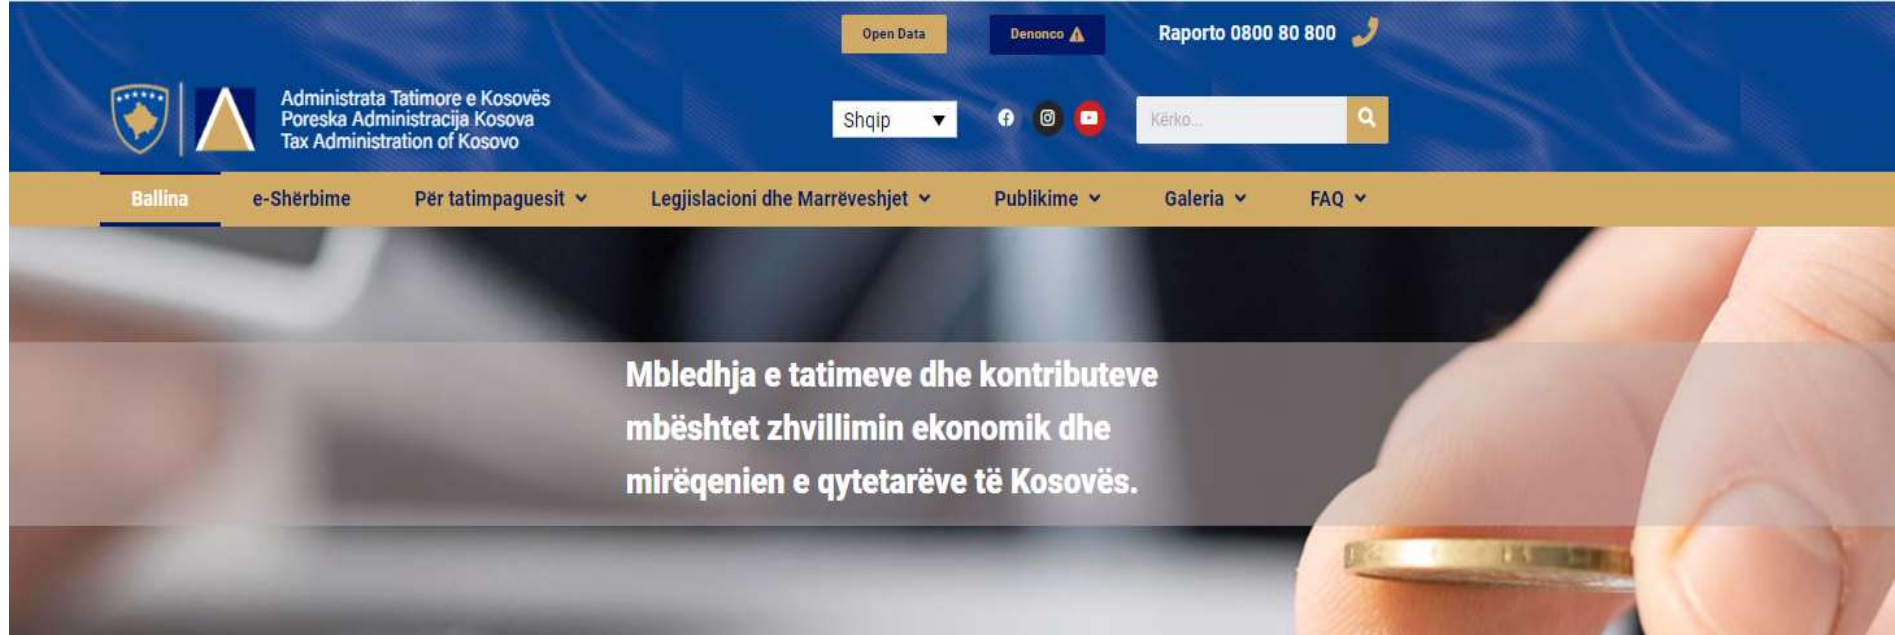 Open Data
Denonco
Raporto 0800 80 800
Administrata Tatimore e Kosovës
Poreska Administracija Kosova
Tax Administration of Kosovo
Shqip
Kërko...
Ballina
e-Shërbime
Për tatimpaguesit
Legjislacioni dhe Marrëveshjet
Publikime
Galeria
FAQ
Mbledhja e tatimeve dhe kontributeve
mbështet zhvillimin ekonomik dhe
mirëqenien e qytetarëve të Kosovës.